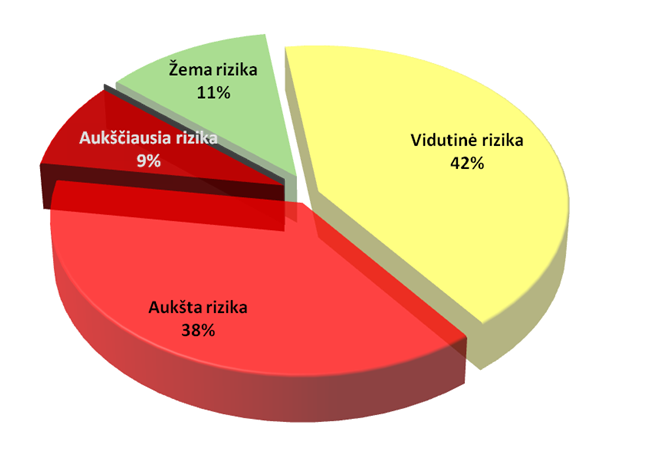 Žema rizika
11%
Vidutinė rizika
42%
Aukščiausia rizika
9%
Aukšta rizika
38%